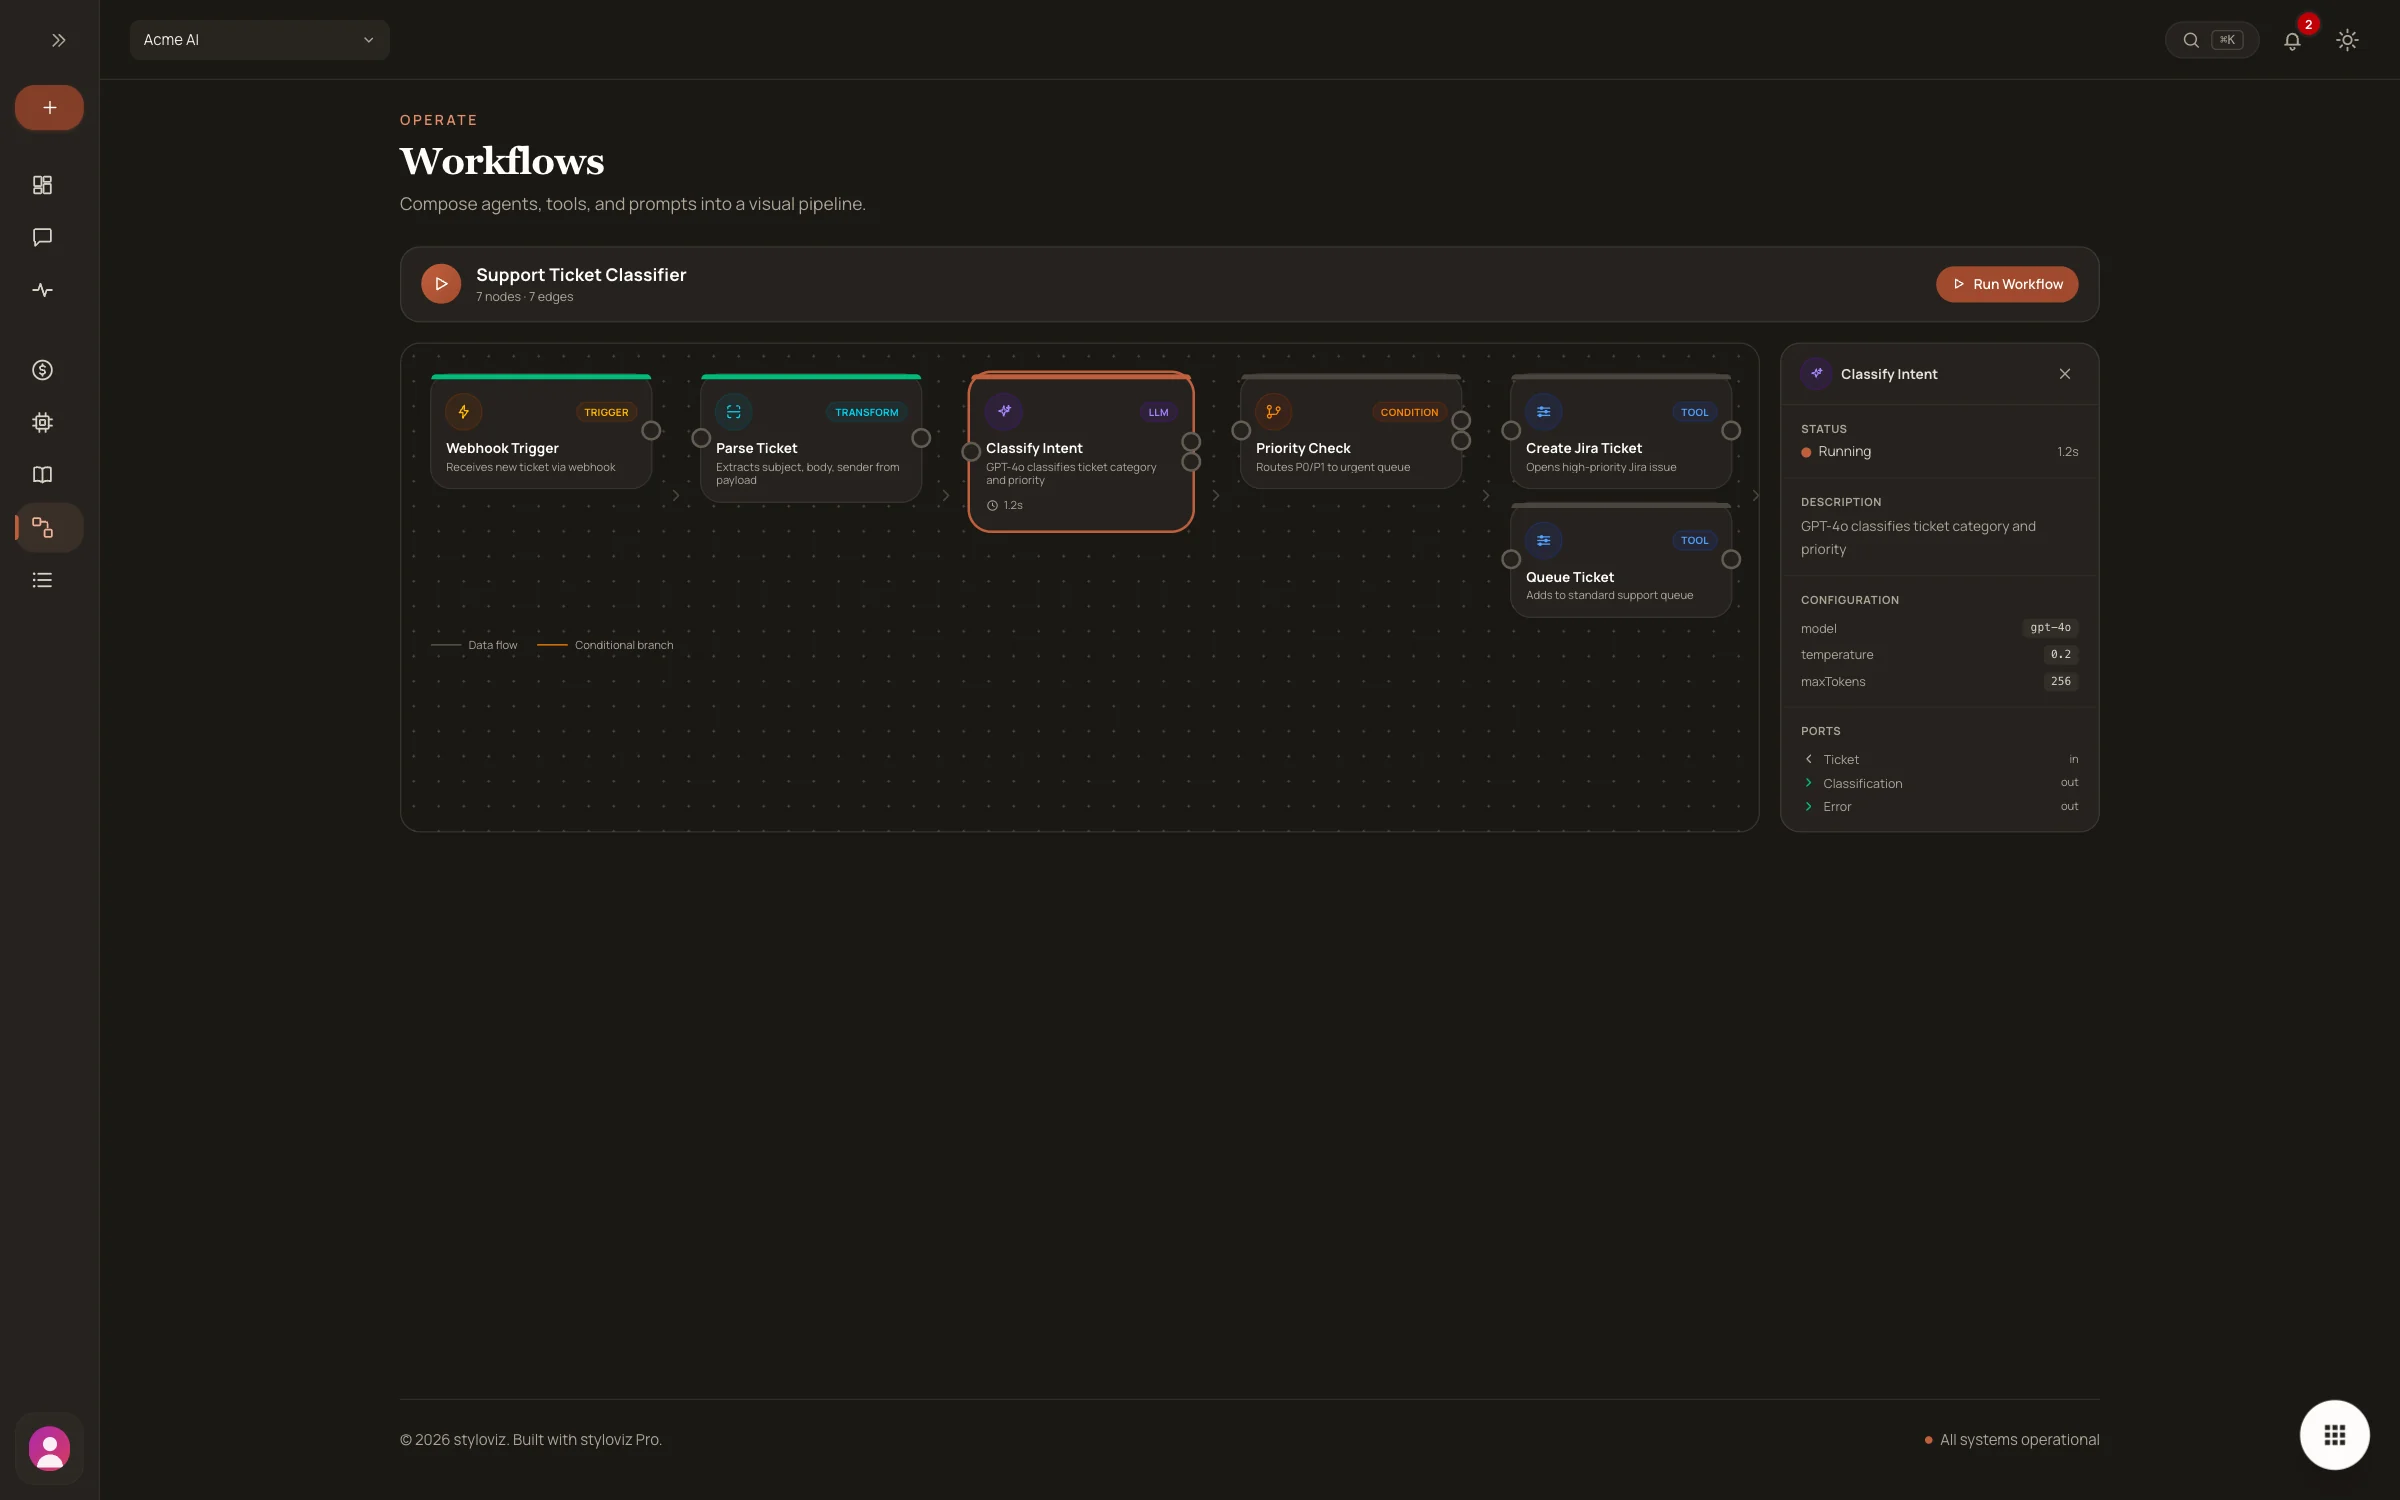 Acme AI
⌘K
2
OPERATE
Workflows
Compose agents, tools, and prompts into a visual pipeline.
Support Ticket Classifier
7 nodes · 7 edges
Run Workflow
TRIGGER
Webhook Trigger
Receives new ticket via webhook
TRANSFORM
Parse Ticket
Extracts subject, body, sender from
payload
LLM
Classify Intent
GPT-4o classifies ticket category
and priority
1.2s
CONDITION
Priority Check
Routes P0/P1 to urgent queue
TOOL
Create Jira Ticket
Opens high-priority Jira issue
TOOL
Queue Ticket
Adds to standard support queue
Data flow
Conditional branch
Classify Intent
STATUS
Running 1.2s
DESCRIPTION
GPT-4o classifies ticket category and
priority
CONFIGURATION
model gpt-4o
temperature 0.2
maxTokens 256
PORTS
Ticket in
Classification out
Error out
© 2026 styloviz. Built with styloviz Pro.
All systems operational